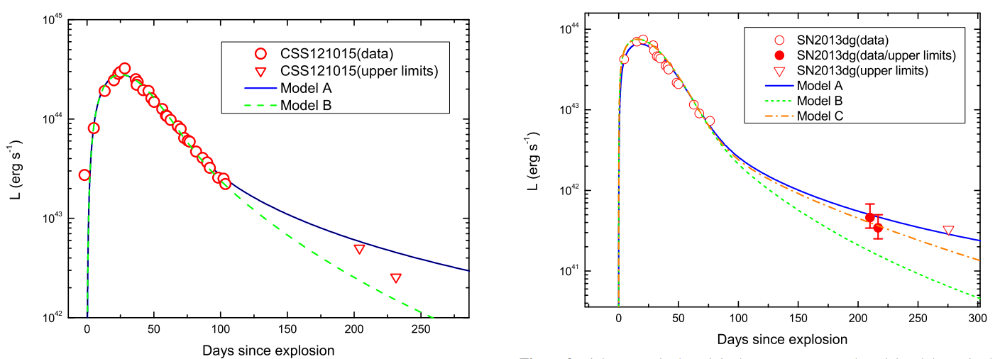 10^45
10^44
10^43
10^42
L (erg s^-1)
CSS121015(data)
CSS121015(upper limits)
Model A
Model B
0 50 100 150 200 250
Days since explosion
10^44
10^43
10^42
10^41
L (erg s^-1)
SN2013dg(data)
SN2013dg(data/upper limits)
SN2013dg(upper limits)
Model A
Model B
Model C
0 50 100 150 200 250 300
Days since explosion